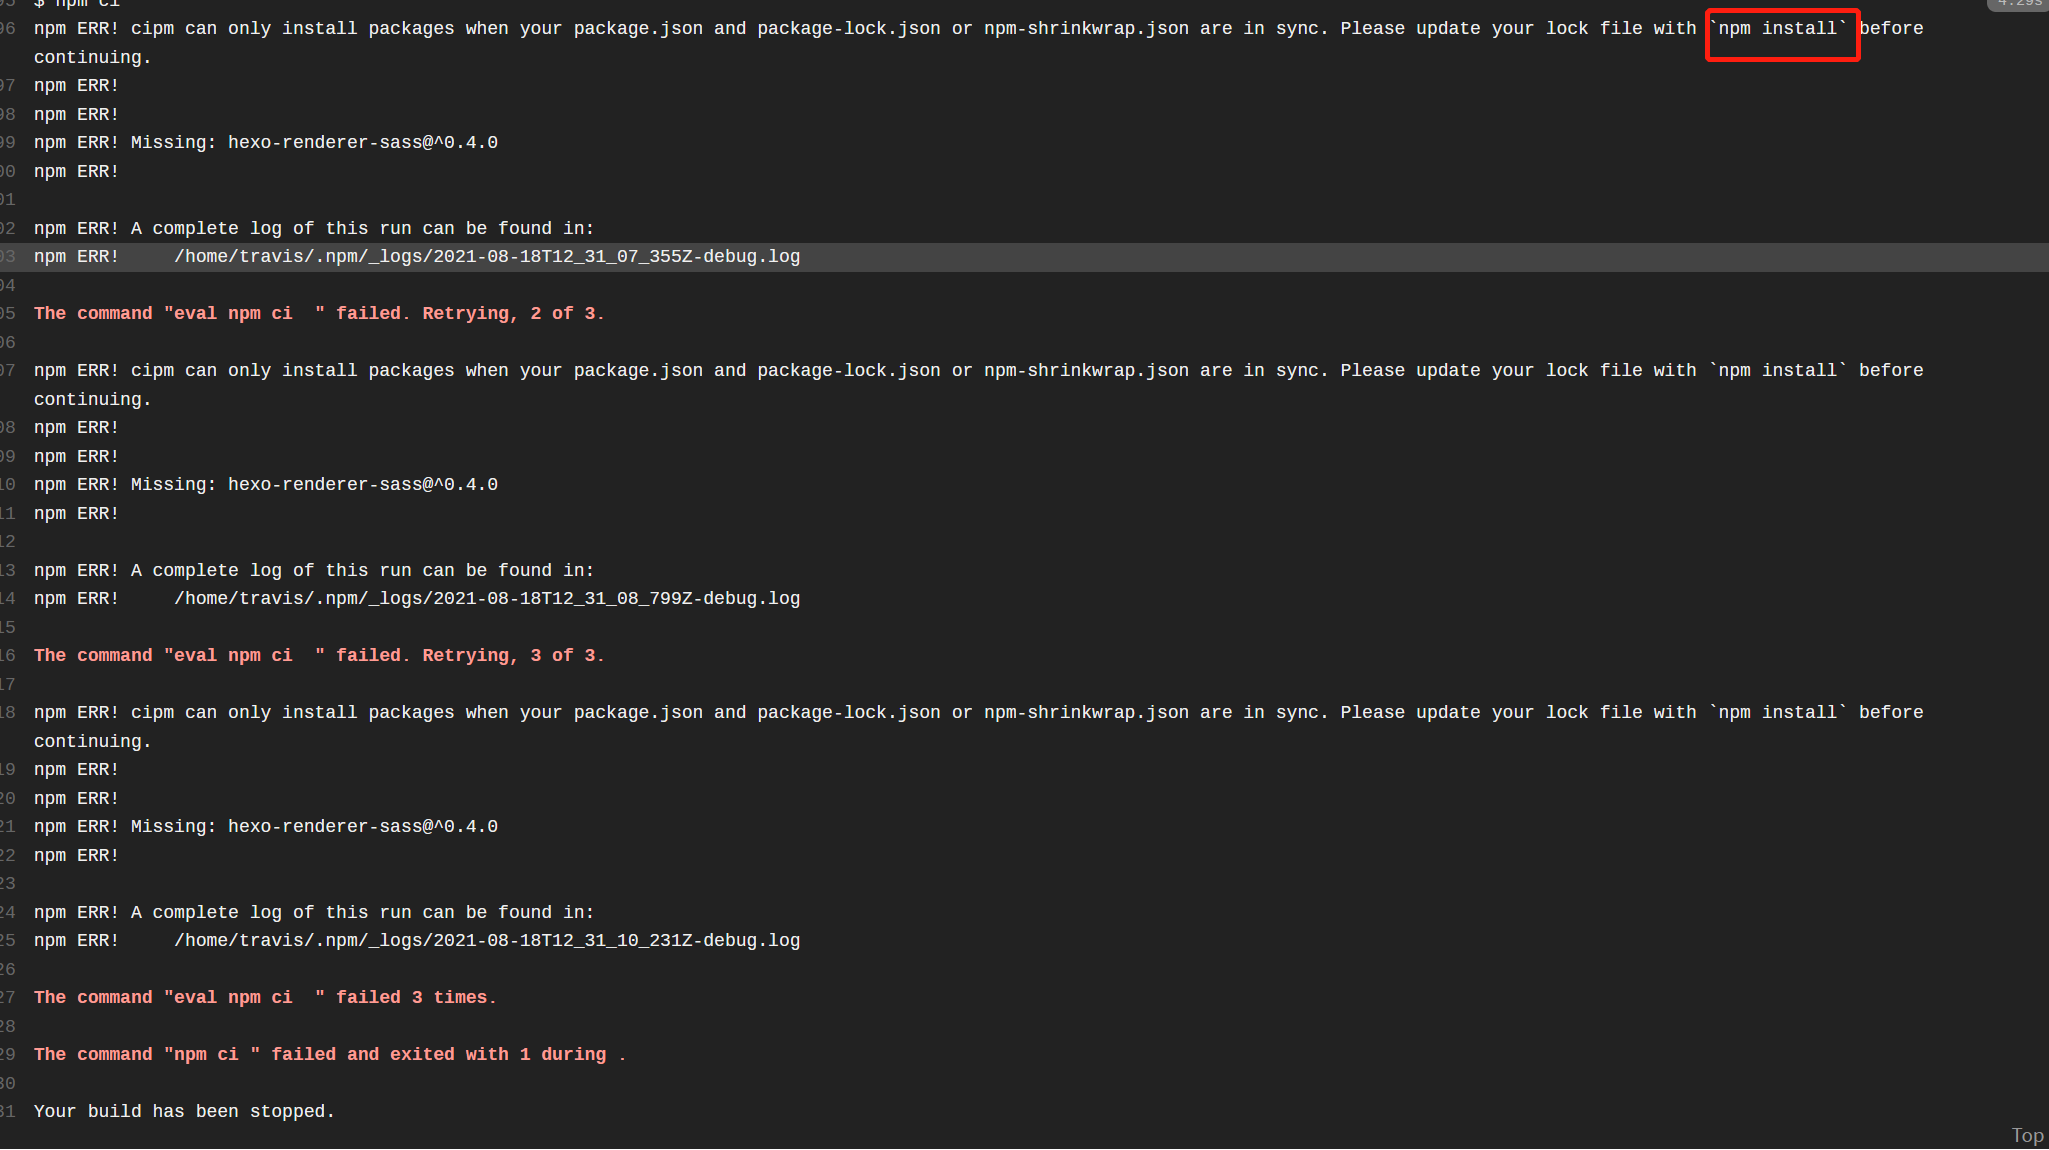 $ npm ci
4.29s
96 npm ERR! cipm can only install packages when your package.json and package-lock.json or npm-shrinkwrap.json are in sync. Please update your lock file with `npm install` before
continuing.
97 npm ERR!
98 npm ERR!
99 npm ERR! Missing: hexo-renderer-sass@^0.4.0
00 npm ERR!
01
02 npm ERR! A complete log of this run can be found in:
03 npm ERR!     /home/travis/.npm/_logs/2021-08-18T12_31_07_355Z-debug.log
04
05 The command "eval npm ci  " failed. Retrying, 2 of 3.
06
07 npm ERR! cipm can only install packages when your package.json and package-lock.json or npm-shrinkwrap.json are in sync. Please update your lock file with `npm install` before
continuing.
08 npm ERR!
09 npm ERR!
10 npm ERR! Missing: hexo-renderer-sass@^0.4.0
11 npm ERR!
12
13 npm ERR! A complete log of this run can be found in:
14 npm ERR!     /home/travis/.npm/_logs/2021-08-18T12_31_08_799Z-debug.log
15
16 The command "eval npm ci  " failed. Retrying, 3 of 3.
17
18 npm ERR! cipm can only install packages when your package.json and package-lock.json or npm-shrinkwrap.json are in sync. Please update your lock file with `npm install` before
continuing.
19 npm ERR!
20 npm ERR!
21 npm ERR! Missing: hexo-renderer-sass@^0.4.0
22 npm ERR!
23
24 npm ERR! A complete log of this run can be found in:
25 npm ERR!     /home/travis/.npm/_logs/2021-08-18T12_31_10_231Z-debug.log
26
27 The command "eval npm ci  " failed 3 times.
28
29 The command "npm ci " failed and exited with 1 during .
30
31 Your build has been stopped.
Top